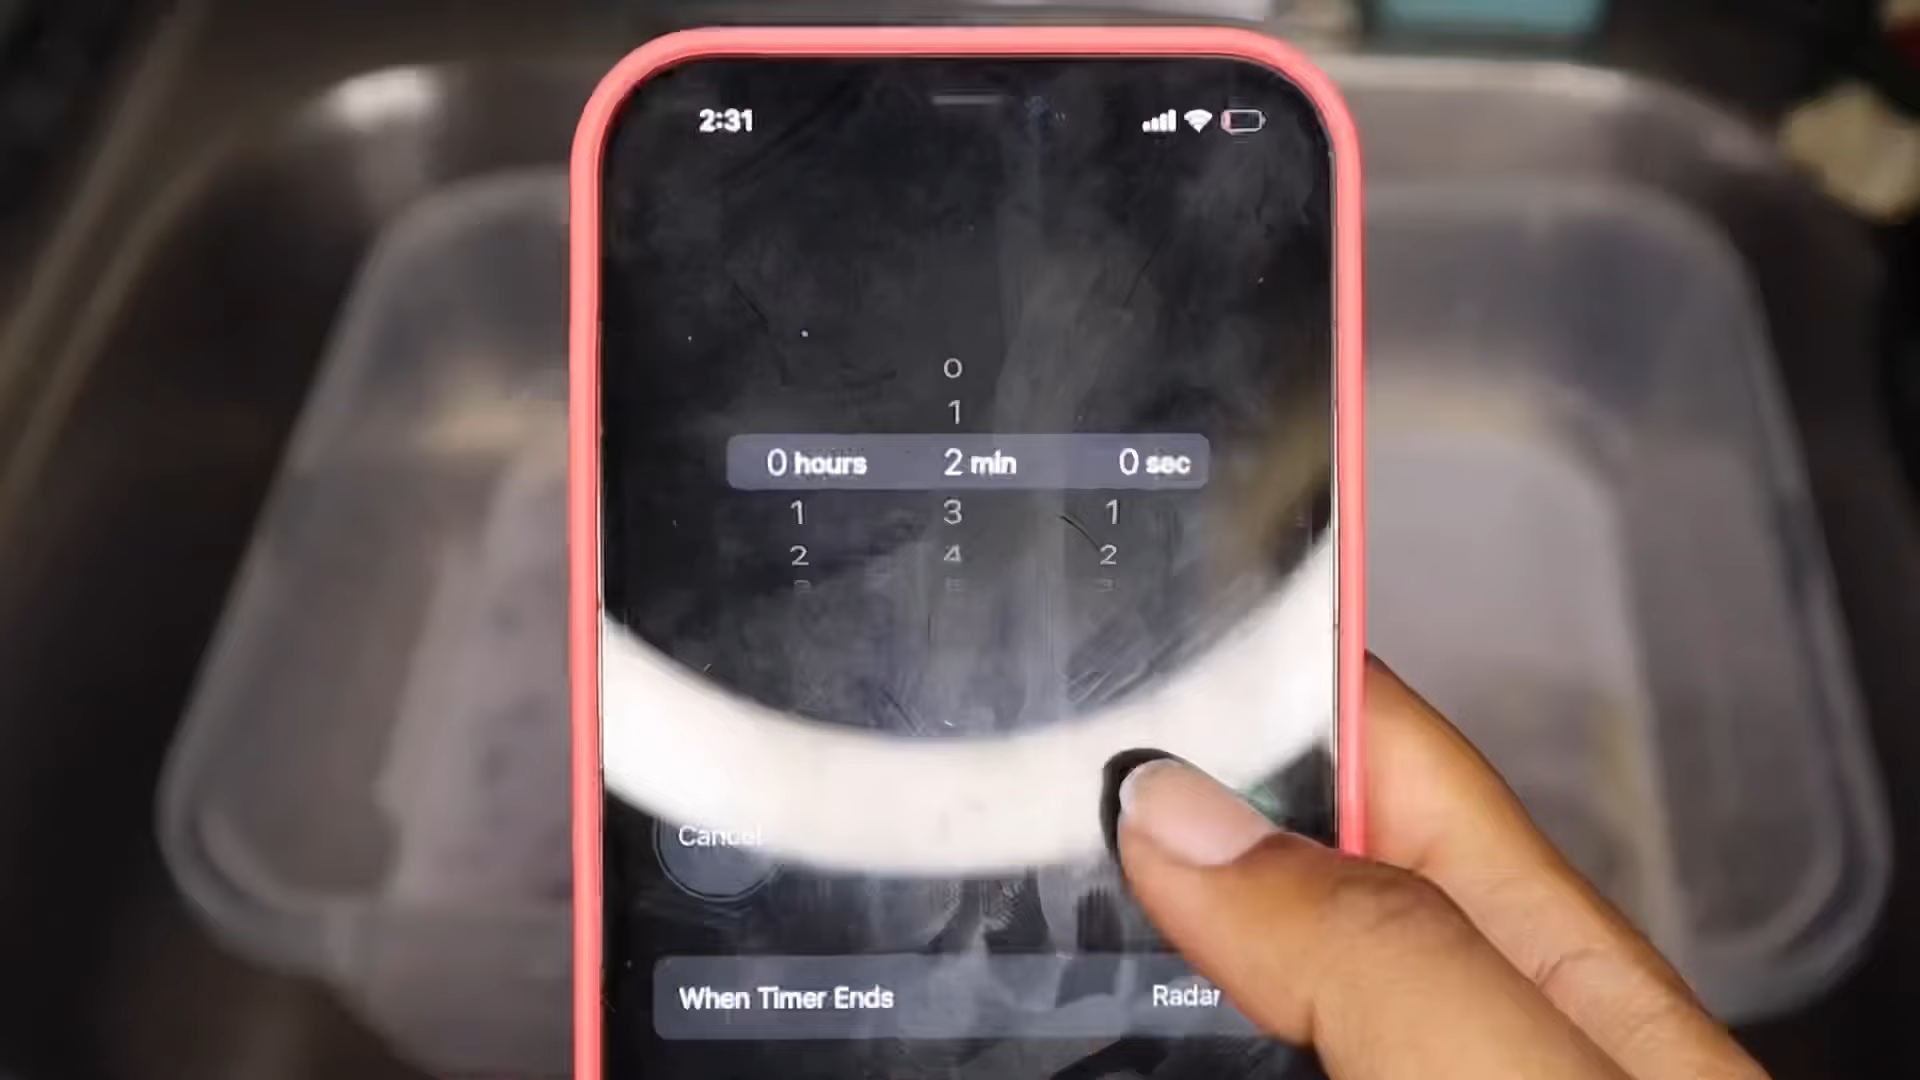 2:31
0
1
0 hours 2 min 0 sec
1 3 1
2 4 2
Cancel
When Timer Ends Radar